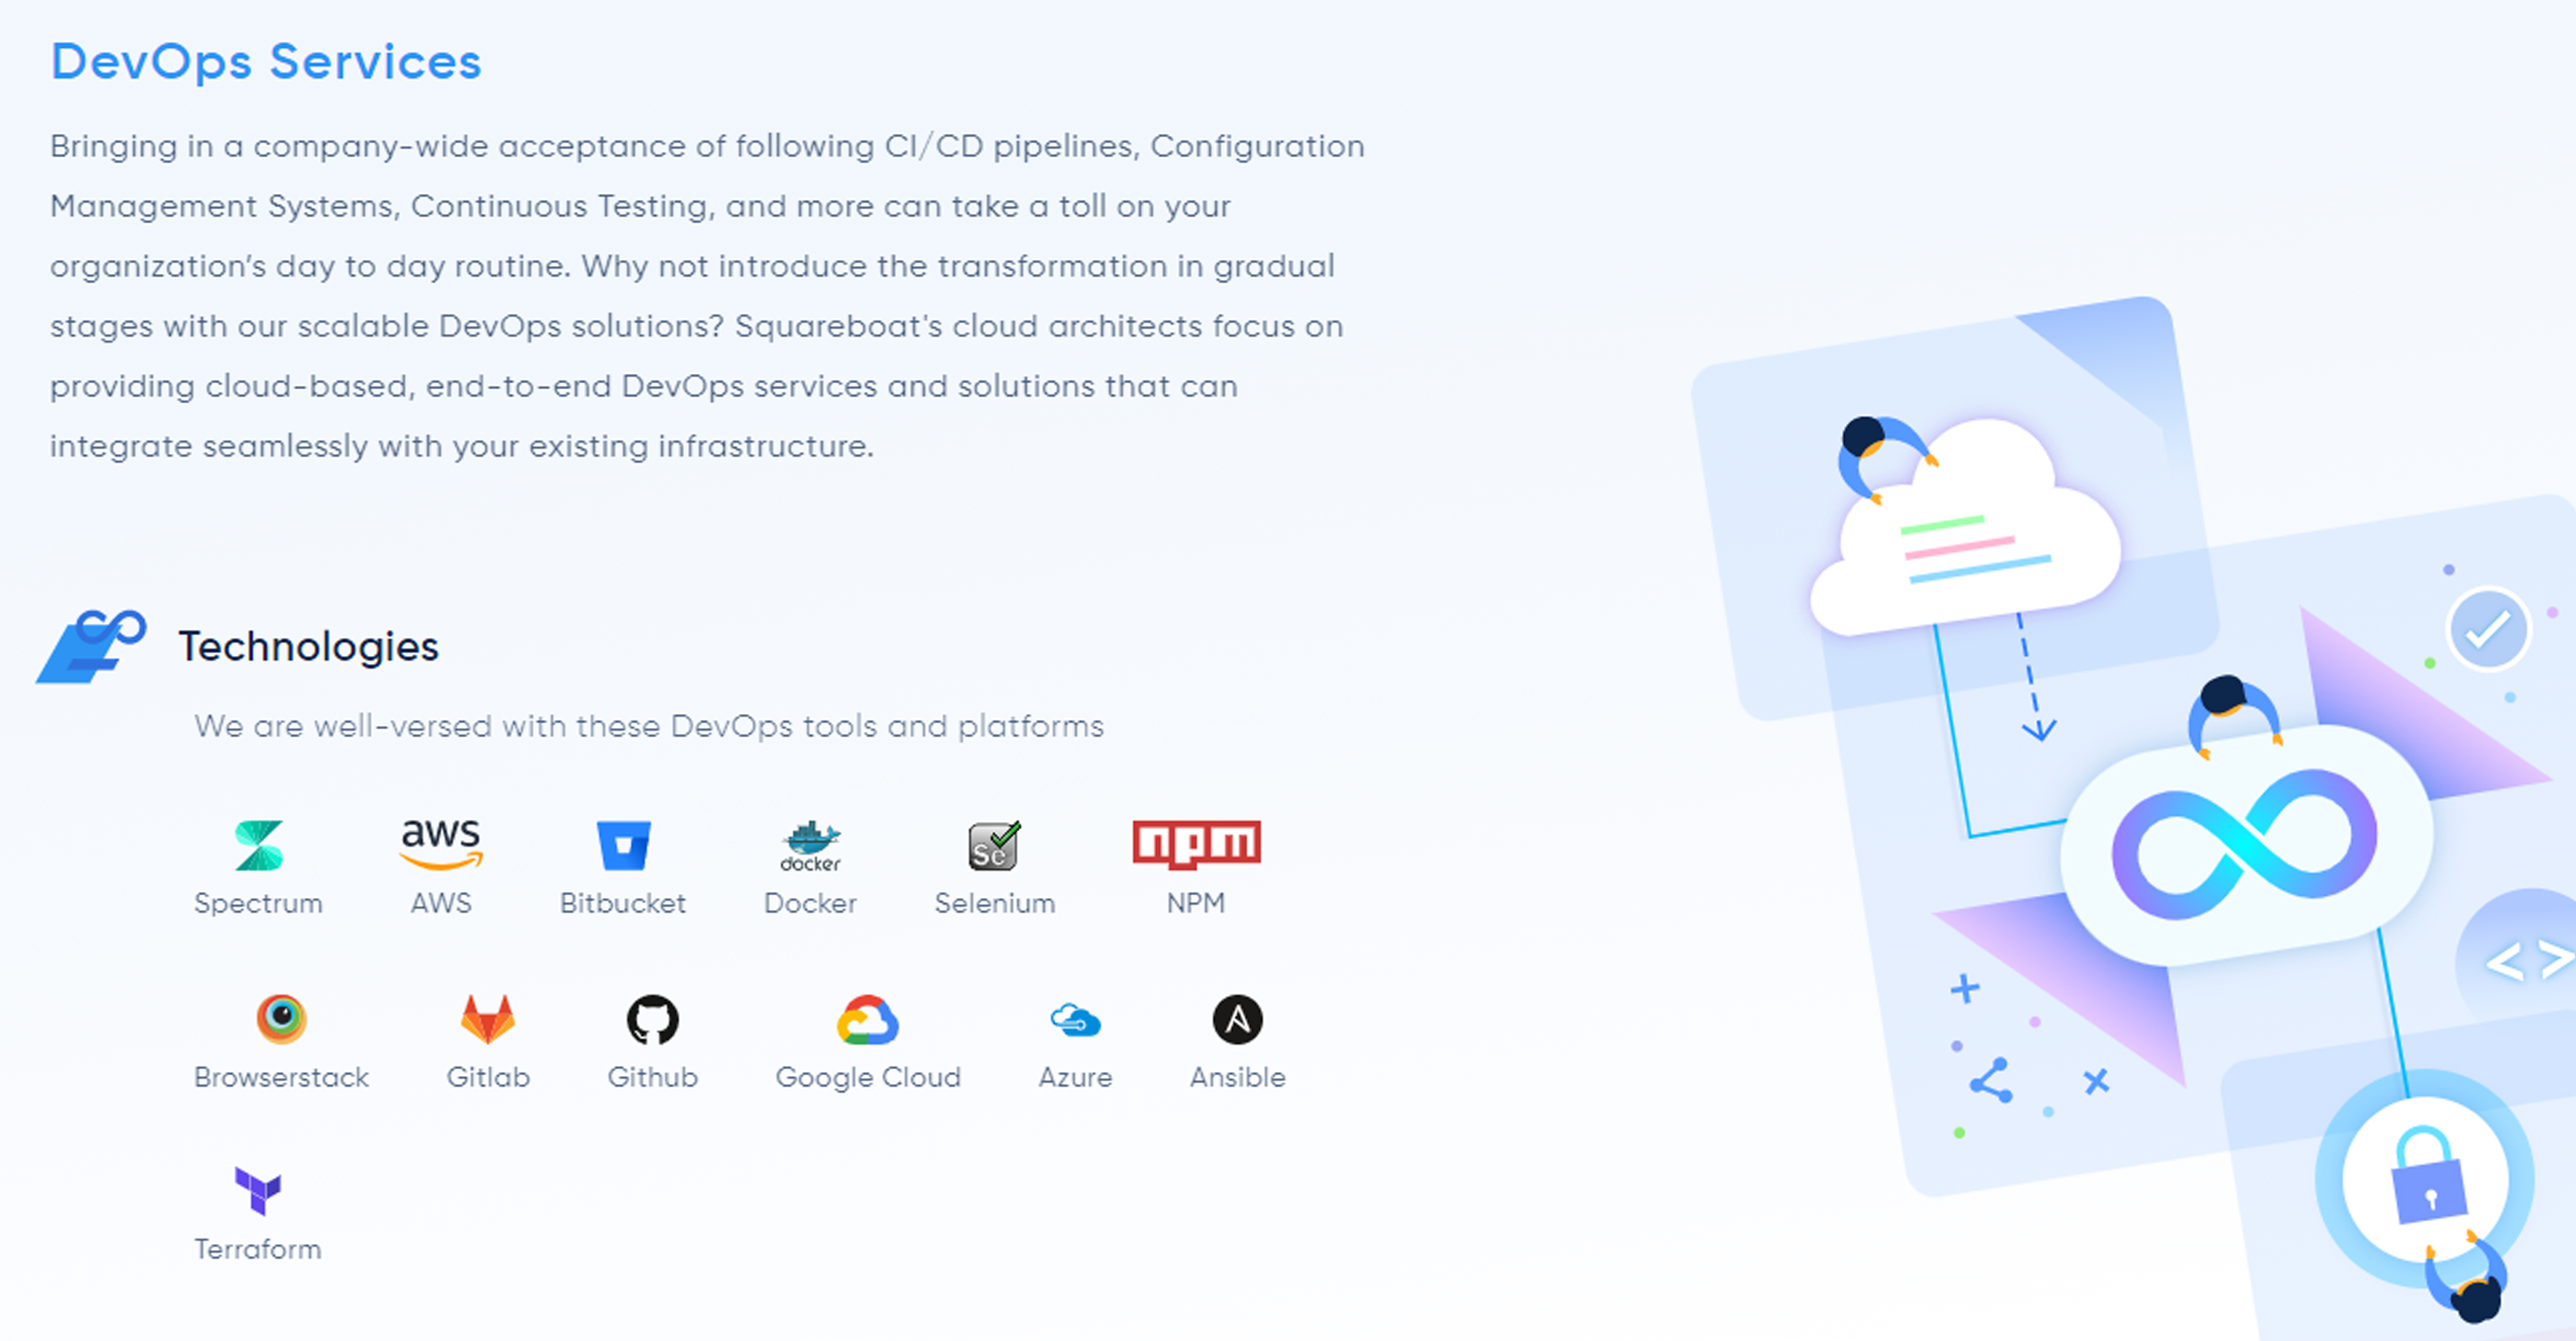 DevOps Services
Bringing in a company-wide acceptance of following CI/CD pipelines, Configuration
Management Systems, Continuous Testing, and more can take a toll on your
organization's day to day routine. Why not introduce the transformation in gradual
stages with our scalable DevOps solutions? Squareboat's cloud architects focus on
providing cloud-based, end-to-end DevOps services and solutions that can
integrate seamlessly with your existing infrastructure.
Technologies
We are well-versed with these DevOps tools and platforms
aws docker Se npm
Spectrum AWS Bitbucket Docker Selenium NPM
Browserstack Gitlab Github Google Cloud Azure Ansible
Terraform
< >